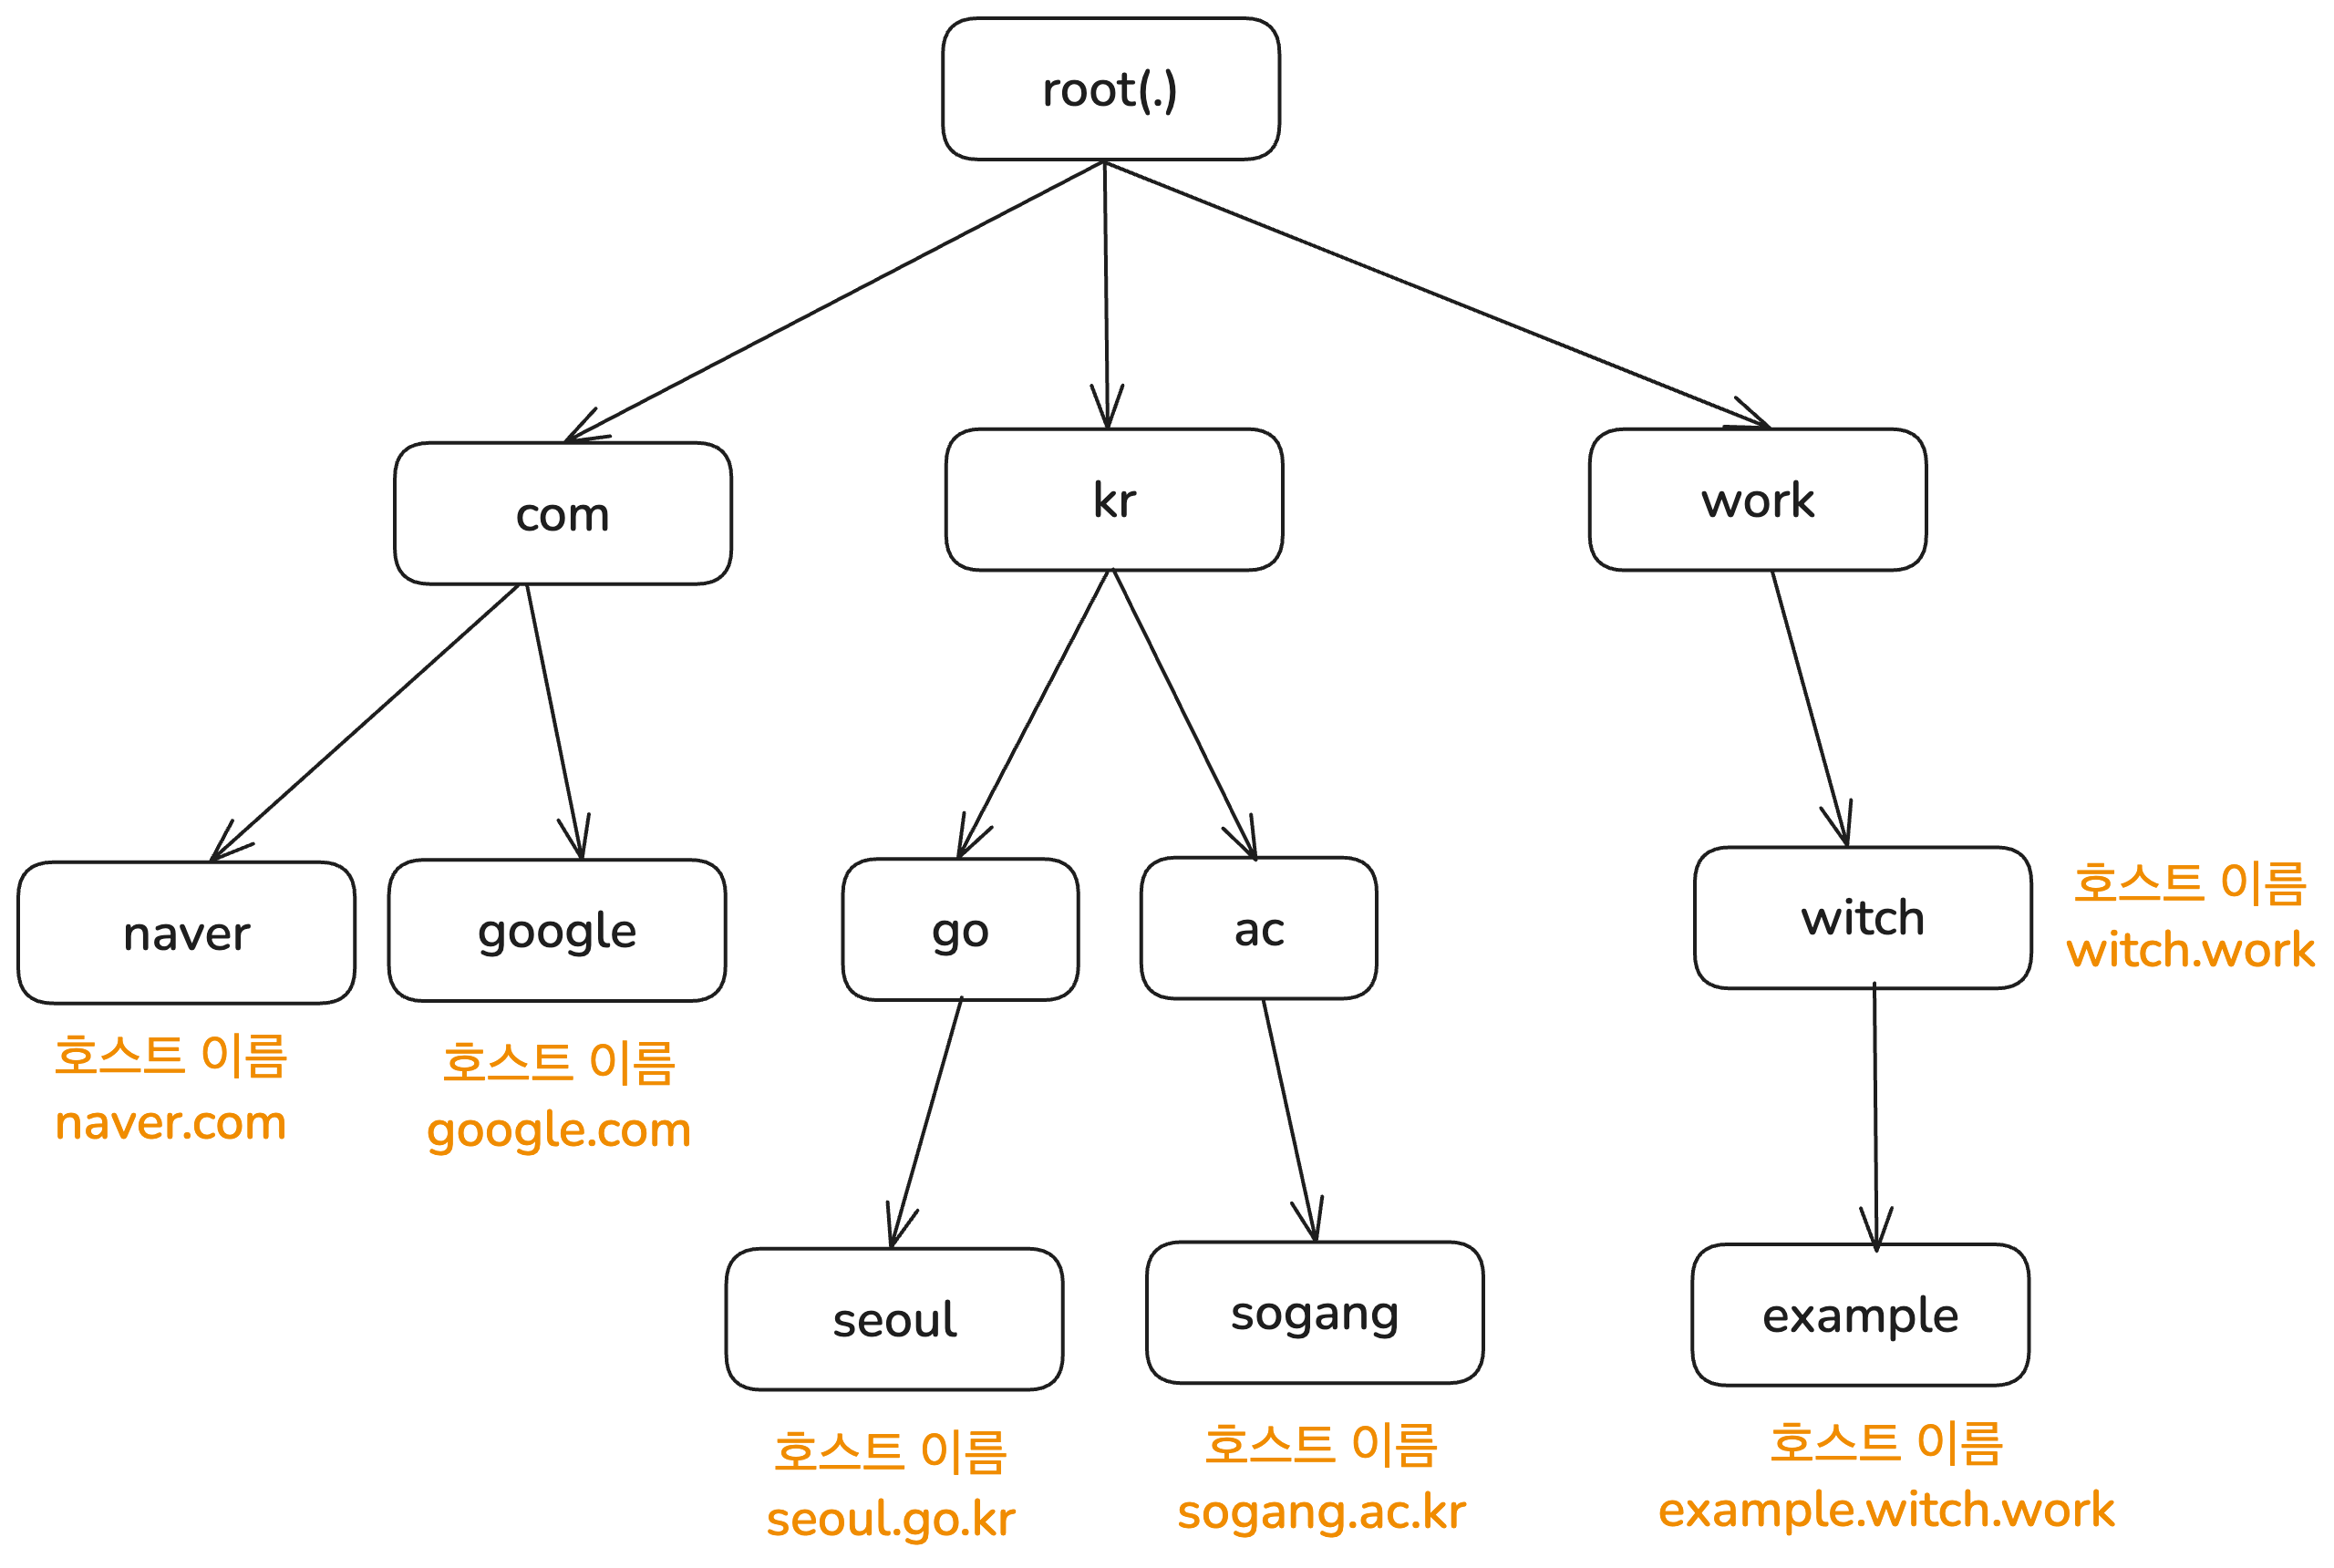 root(.)
com
kr
work
naver
google
go
ac
witch
호스트 이름
witch.work
호스트 이름
naver.com
호스트 이름
google.com
seoul
sogang
example
호스트 이름
seoul.go.kr
호스트 이름
sogang.ac.kr
호스트 이름
example.witch.work